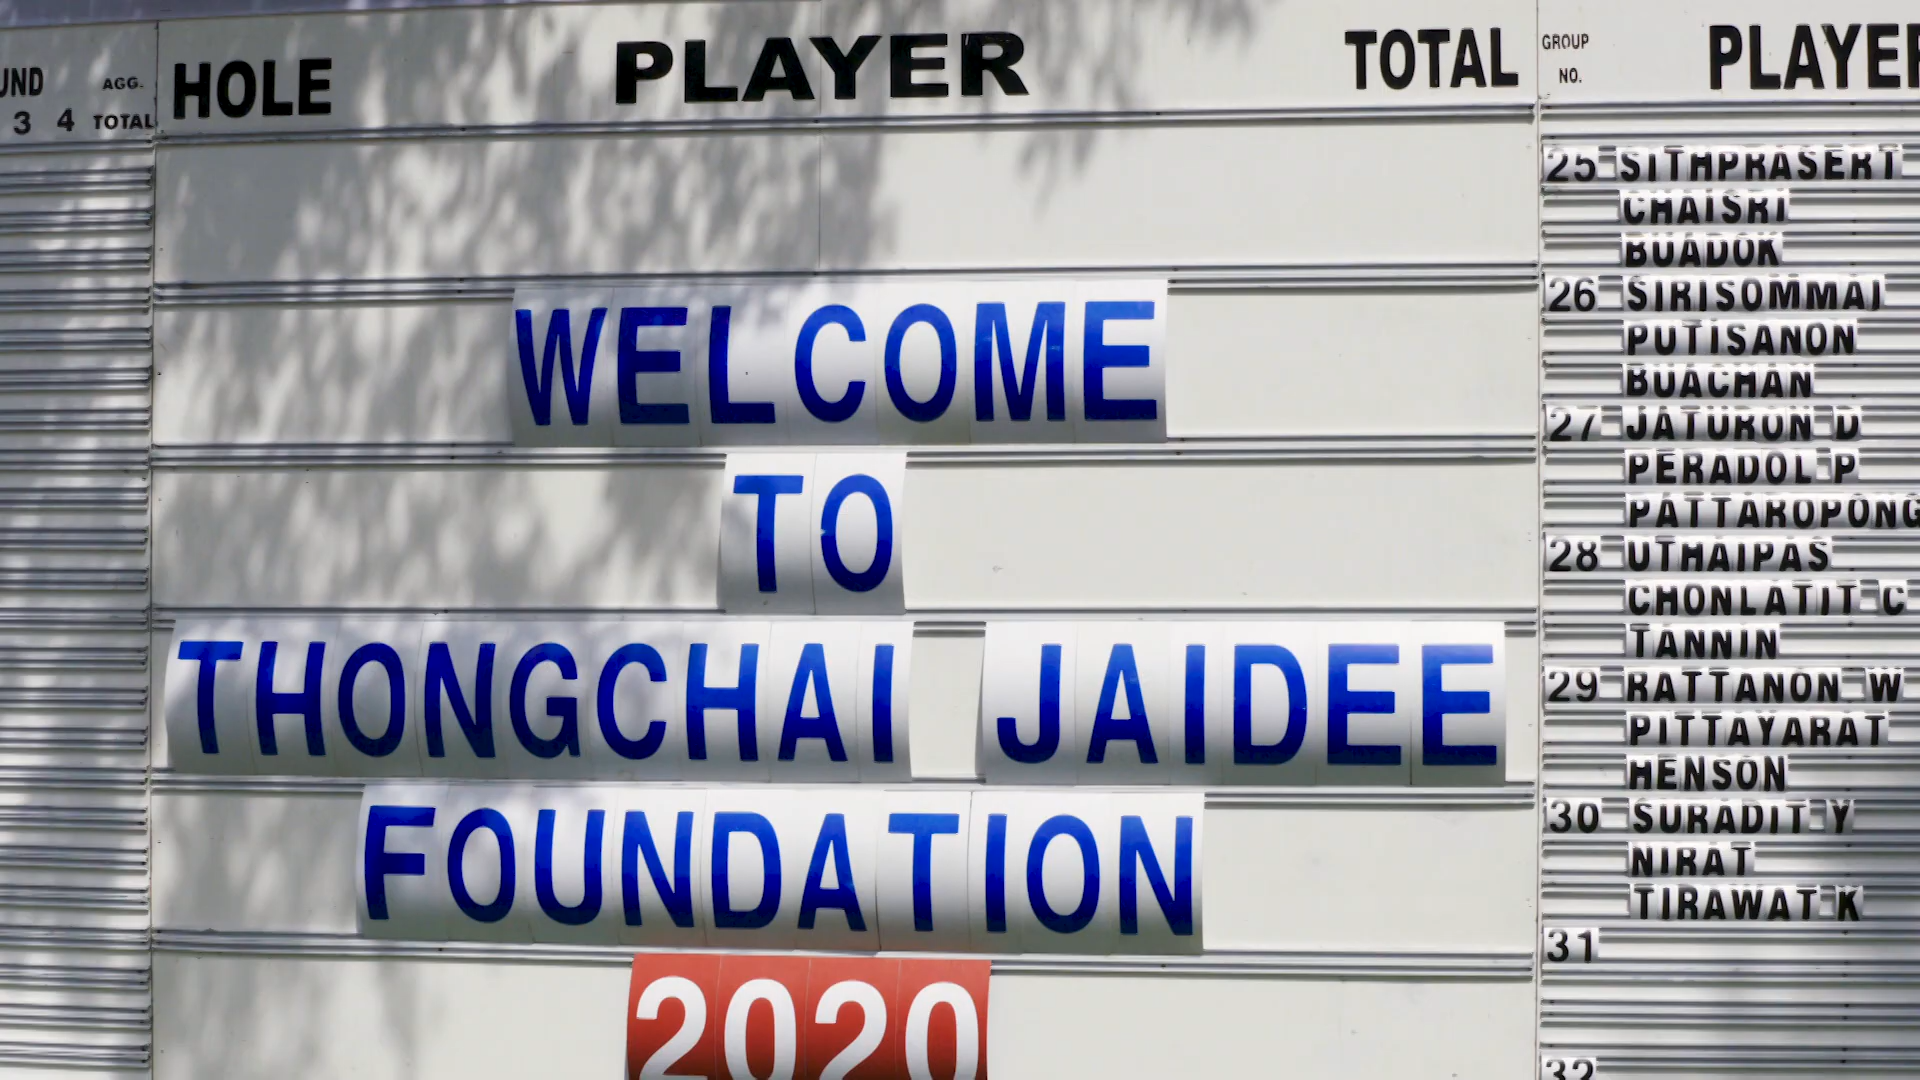 UND
AGG.
3 4 TOTAL
HOLE PLAYER TOTAL
WELCOME
TO
THONGCHAI JAIDEE
FOUNDATION
2020
GROUP
NO.
PLAYER
25 SITHPRASERT
CHAISRI
BUADOK
26 SIRISOMMAI
PUTISANON
BUACHAN
27 JATURON D
PERADOL P
PATTAROPONG
28 UTHAIPAS
CHONLATIT C
TANNIN
29 RATTANON W
PITTAYARAT
HENSON
30 SURADIT Y
NIRAT
TIRAWAT K
31
32